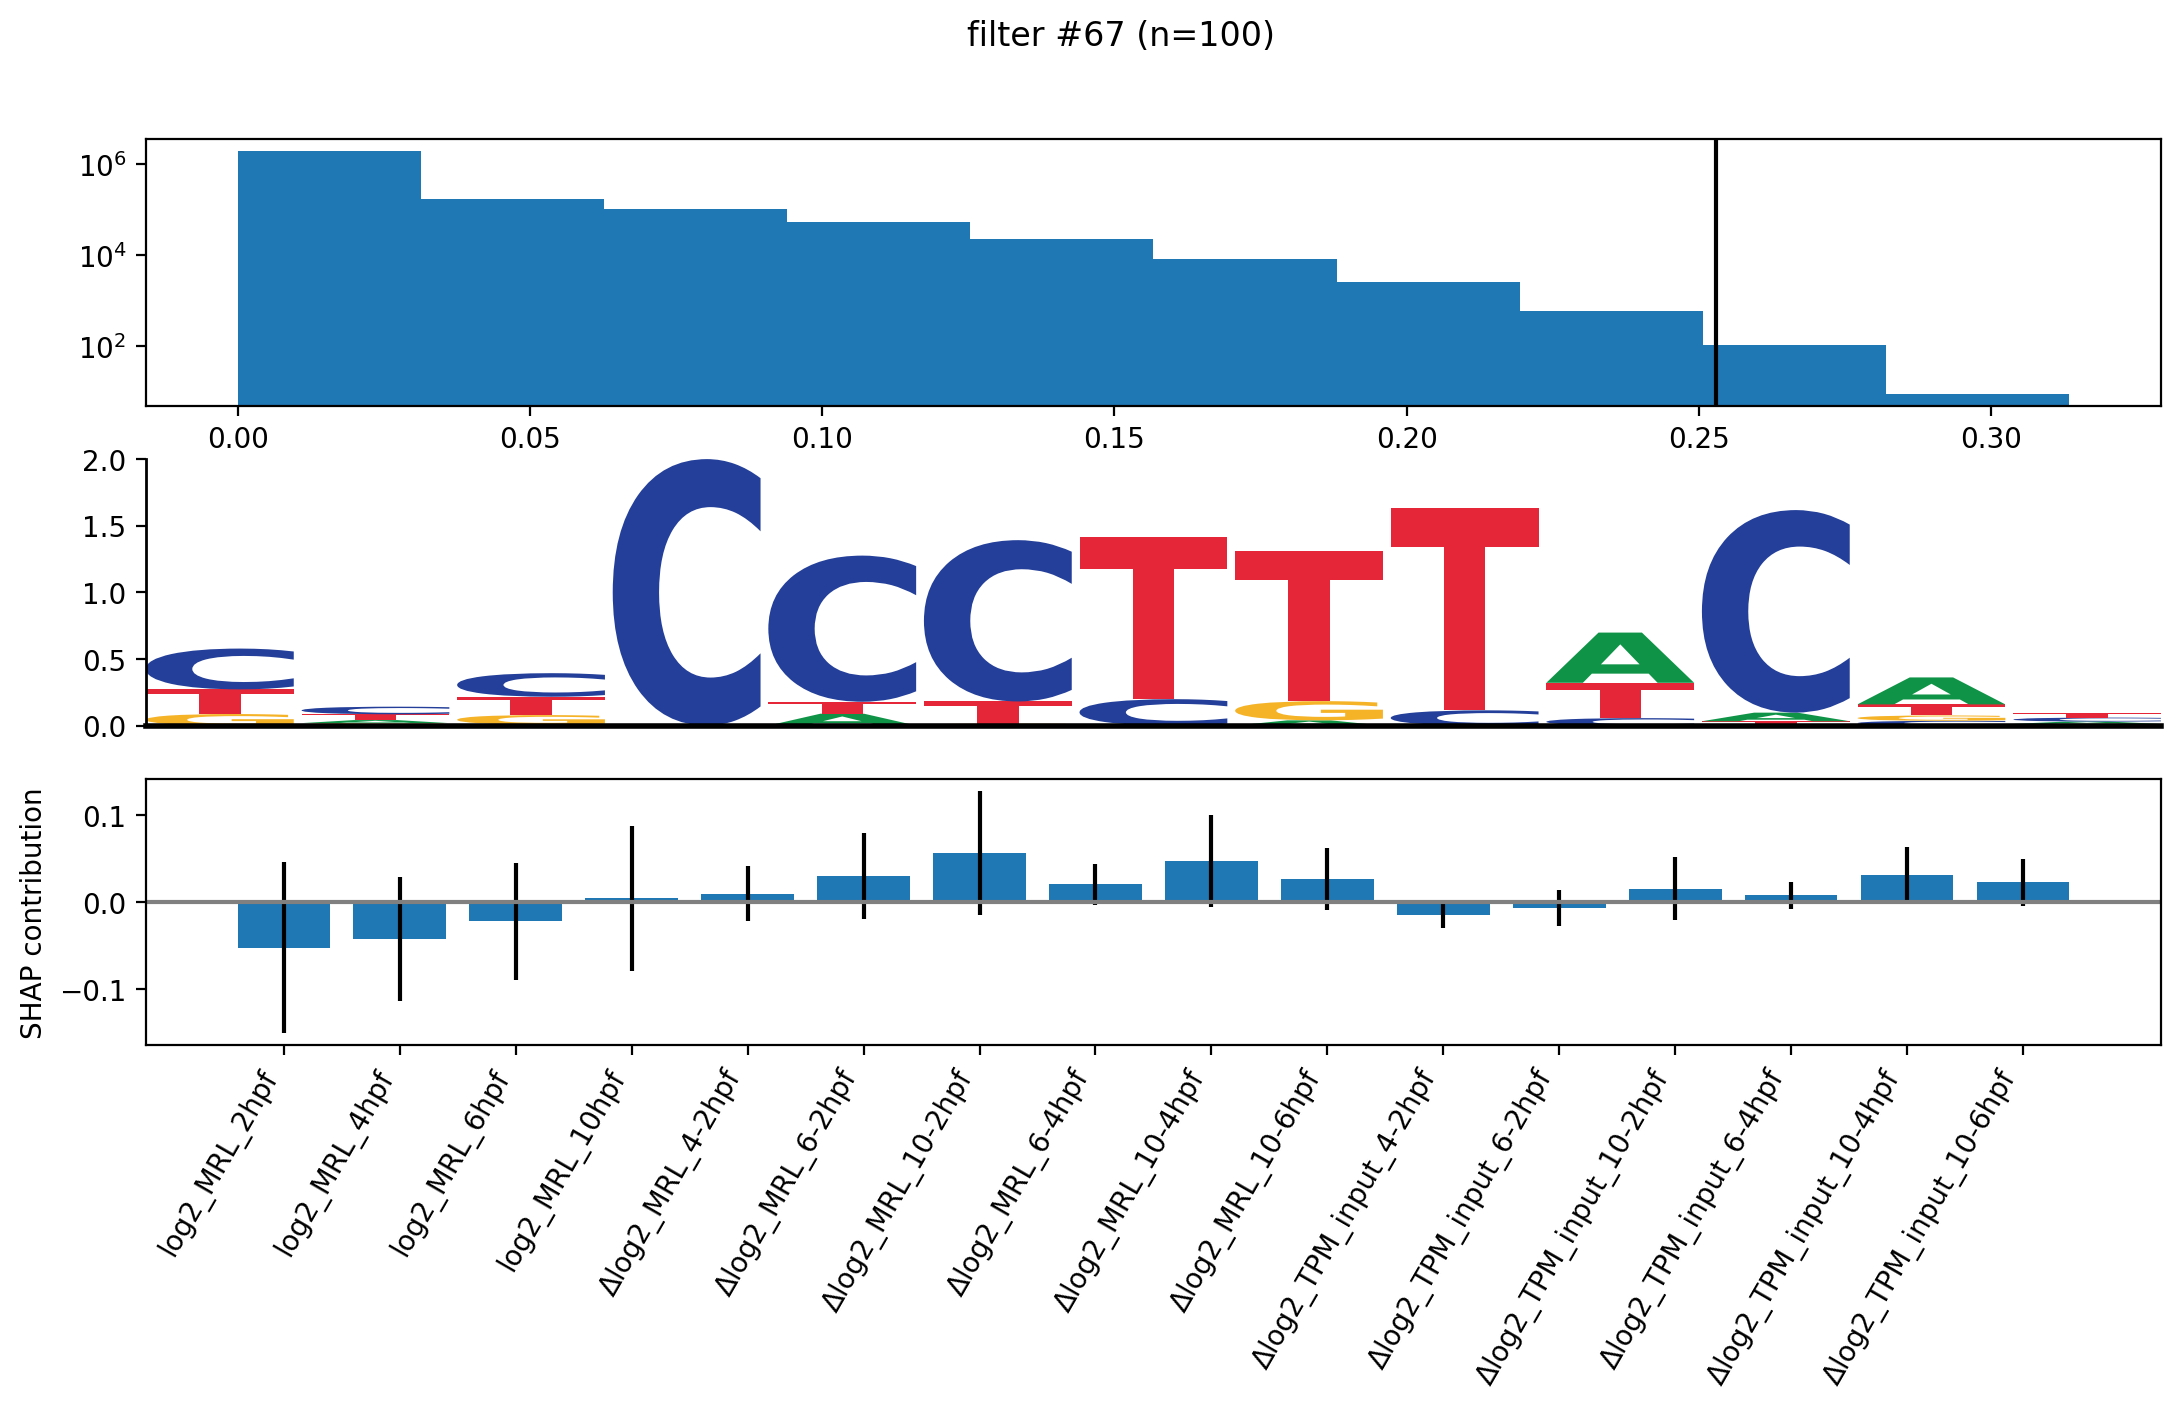 filter #67 (n=100)
10⁶
10⁴
10²
0.00 0.05 0.10 0.15 0.20 0.25 0.30
2.0
1.5
1.0
0.5
0.0
C C C C C C T T T A C A T
T T T T T C G C T A T C
G A G A A C A G A
SHAP contribution
0.1
0.0
−0.1
log2_MRL_2hpf
log2_MRL_4hpf
log2_MRL_6hpf
log2_MRL_10hpf
Δlog2_MRL_4-2hpf
Δlog2_MRL_6-2hpf
Δlog2_MRL_10-2hpf
Δlog2_MRL_6-4hpf
Δlog2_MRL_10-4hpf
Δlog2_MRL_10-6hpf
Δlog2_TPM_input_4-2hpf
Δlog2_TPM_input_6-2hpf
Δlog2_TPM_input_10-2hpf
Δlog2_TPM_input_6-4hpf
Δlog2_TPM_input_10-4hpf
Δlog2_TPM_input_10-6hpf